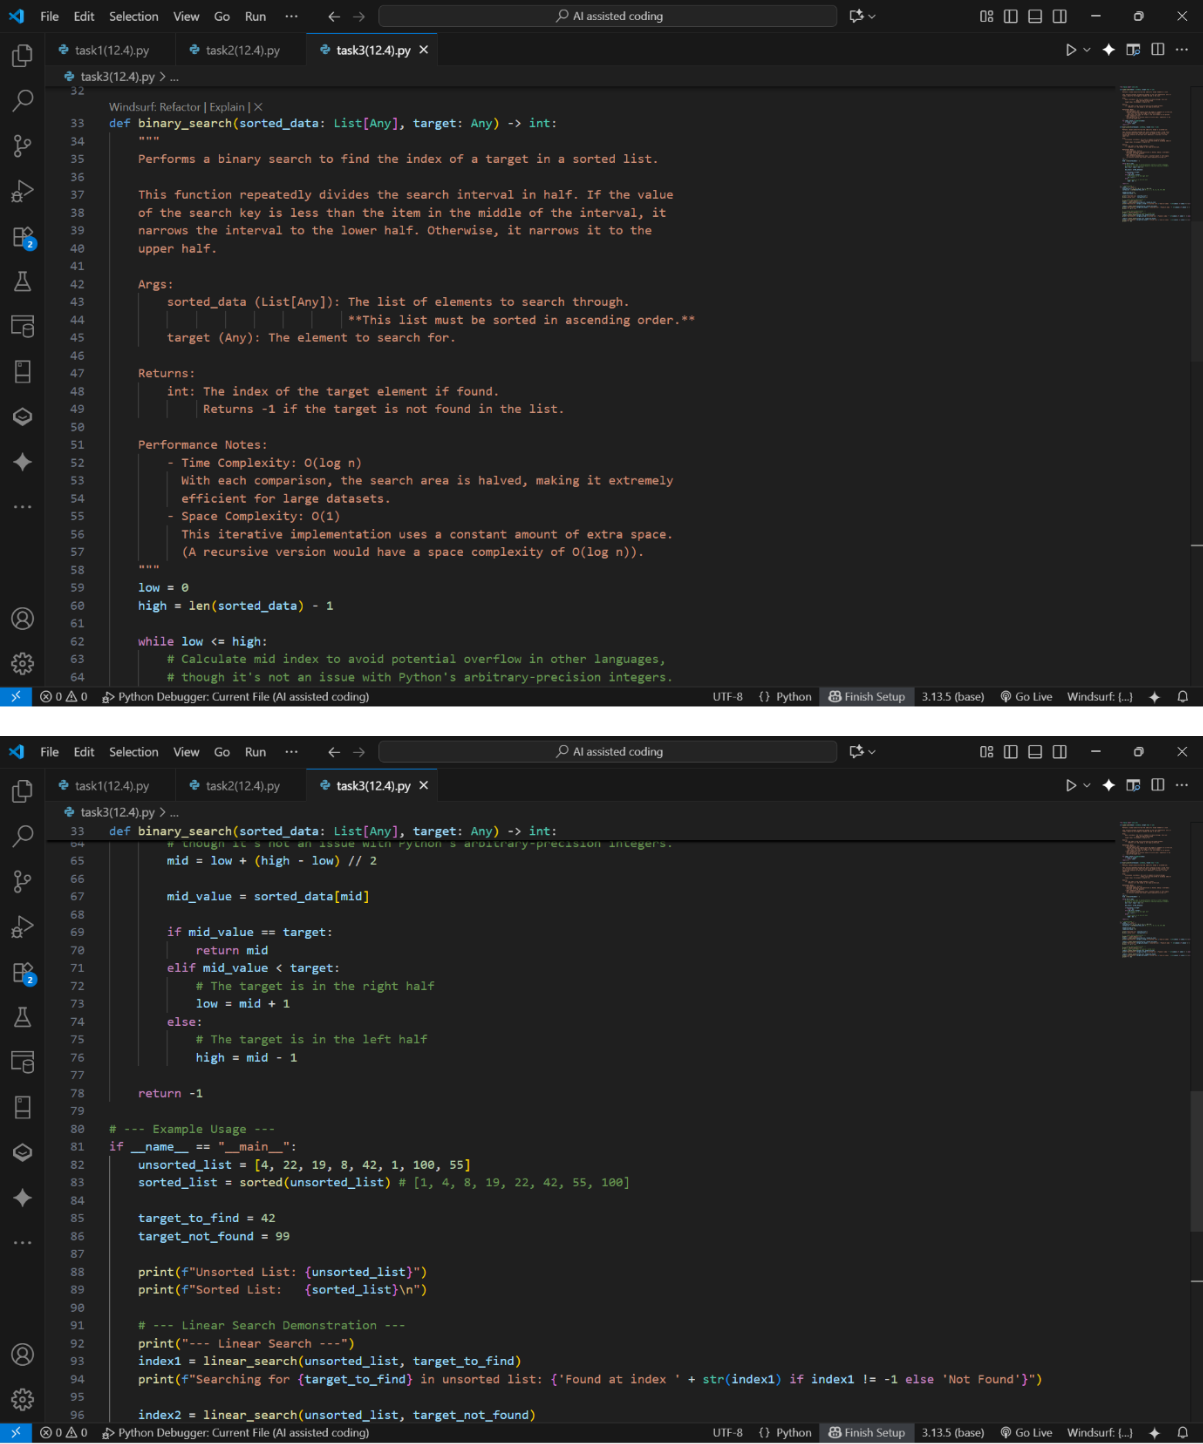 File Edit Selection View Go Run ··· AI assisted coding
task1(12.4).py task2(12.4).py task3(12.4).py
task3(12.4).py > ...
32
Windsurf: Refactor | Explain | X
33 def binary_search(sorted_data: List[Any], target: Any) -> int:
34 """
35 Performs a binary search to find the index of a target in a sorted list.
36
37 This function repeatedly divides the search interval in half. If the value
38 of the search key is less than the item in the middle of the interval, it
39 narrows the interval to the lower half. Otherwise, it narrows it to the
40 upper half.
41
42 Args:
43 sorted_data (List[Any]): The list of elements to search through.
44 **This list must be sorted in ascending order.**
45 target (Any): The element to search for.
46
47 Returns:
48 int: The index of the target element if found.
49 Returns -1 if the target is not found in the list.
50
51 Performance Notes:
52 - Time Complexity: O(log n)
53 With each comparison, the search area is halved, making it extremely
54 efficient for large datasets.
55 - Space Complexity: O(1)
56 This iterative implementation uses a constant amount of extra space.
57 (A recursive version would have a space complexity of O(log n)).
58 """
59 low = 0
60 high = len(sorted_data) - 1
61
62 while low <= high:
63 # Calculate mid index to avoid potential overflow in other languages,
64 # though it's not an issue with Python's arbitrary-precision integers.
2
0 0 Python Debugger: Current File (AI assisted coding) UTF-8 {} Python Finish Setup 3.13.5 (base) Go Live Windsurf: {...}
File Edit Selection View Go Run ··· AI assisted coding
task1(12.4).py task2(12.4).py task3(12.4).py
task3(12.4).py > ...
33 def binary_search(sorted_data: List[Any], target: Any) -> int:
64 # though it's not an issue with Python's arbitrary-precision integers.
65 mid = low + (high - low) // 2
66
67 mid_value = sorted_data[mid]
68
69 if mid_value == target:
70 return mid
71 elif mid_value < target:
72 # The target is in the right half
73 low = mid + 1
74 else:
75 # The target is in the left half
76 high = mid - 1
77
78 return -1
79
80 # --- Example Usage ---
81 if __name__ == "__main__":
82 unsorted_list = [4, 22, 19, 8, 42, 1, 100, 55]
83 sorted_list = sorted(unsorted_list) # [1, 4, 8, 19, 22, 42, 55, 100]
84
85 target_to_find = 42
86 target_not_found = 99
87
88 print(f"Unsorted List: {unsorted_list}")
89 print(f"Sorted List:   {sorted_list}\n")
90
91 # --- Linear Search Demonstration ---
92 print("--- Linear Search ---")
93 index1 = linear_search(unsorted_list, target_to_find)
94 print(f"Searching for {target_to_find} in unsorted list: {'Found at index ' + str(index1) if index1 != -1 else 'Not Found'}")
95
96 index2 = linear_search(unsorted_list, target_not_found)
2
0 0 Python Debugger: Current File (AI assisted coding) UTF-8 {} Python Finish Setup 3.13.5 (base) Go Live Windsurf: {...}